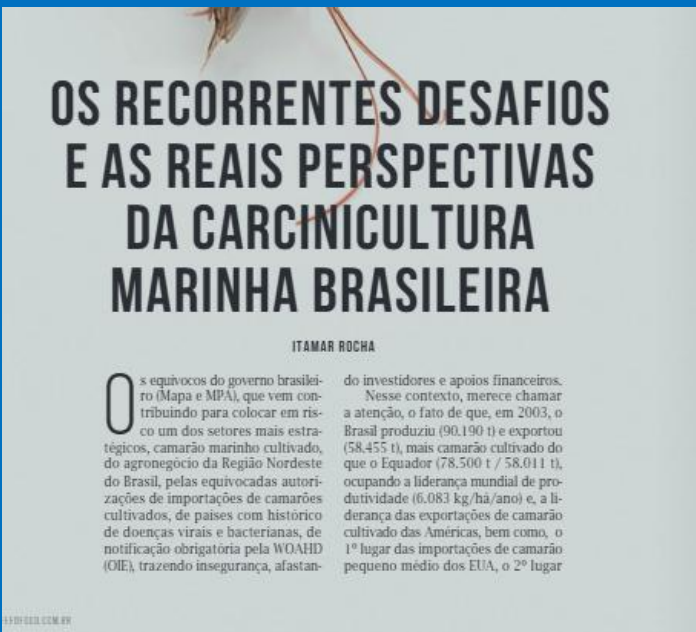 OS RECORRENTES DESAFIOS
E AS REAIS PERSPECTIVAS
DA CARCINICULTURA
MARINHA BRASILEIRA
ITAMAR ROCHA
Os equívocos do governo brasilei-
ro (Mapa e MPA), que vem con-
tribuindo para colocar em ris-
co um dos setores mais estra-
tégicos, camarão marinho cultivado,
do agronegócio da Região Nordeste
do Brasil, pelas equivocadas autori-
zações de importações de camarões
cultivados, de países com histórico
de doenças virais e bacterianas, de
notificação obrigatória pela WOAHD
(OIE), trazendo insegurança, afastan-
do investidores e apoios financeiros.
Nesse contexto, merece chamar
a atenção, o fato de que, em 2003, o
Brasil produziu (90.190 t) e exportou
(58.455 t), mais camarão cultivado do
que o Equador (78.500 t / 58.011 t),
ocupando a liderança mundial de pro-
dutividade (6.083 kg/há/ano) e, a li-
derança das exportações de camarão
cultivado das Américas, bem como, o
1º lugar das importações de camarão
pequeno médio dos EUA, o 2º lugar